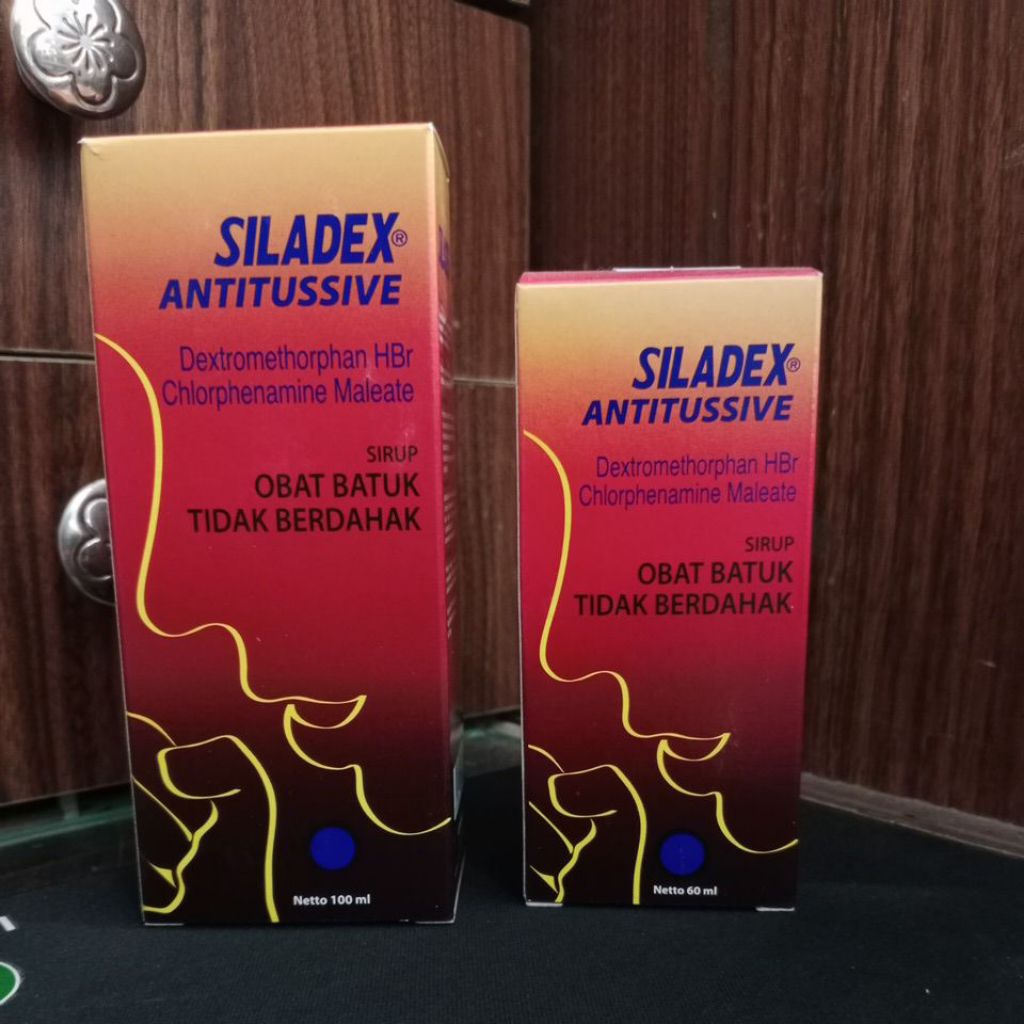 SILADEX®
ANTITUSSIVE
Dextromethorphan HBr
Chlorphenamine Maleate
SIRUP
OBAT BATUK
TIDAK BERDAHAK
Netto 100 ml
SILADEX®
ANTITUSSIVE
Dextromethorphan HBr
Chlorphenamine Maleate
SIRUP
OBAT BATUK
TIDAK BERDAHAK
Netto 60 ml